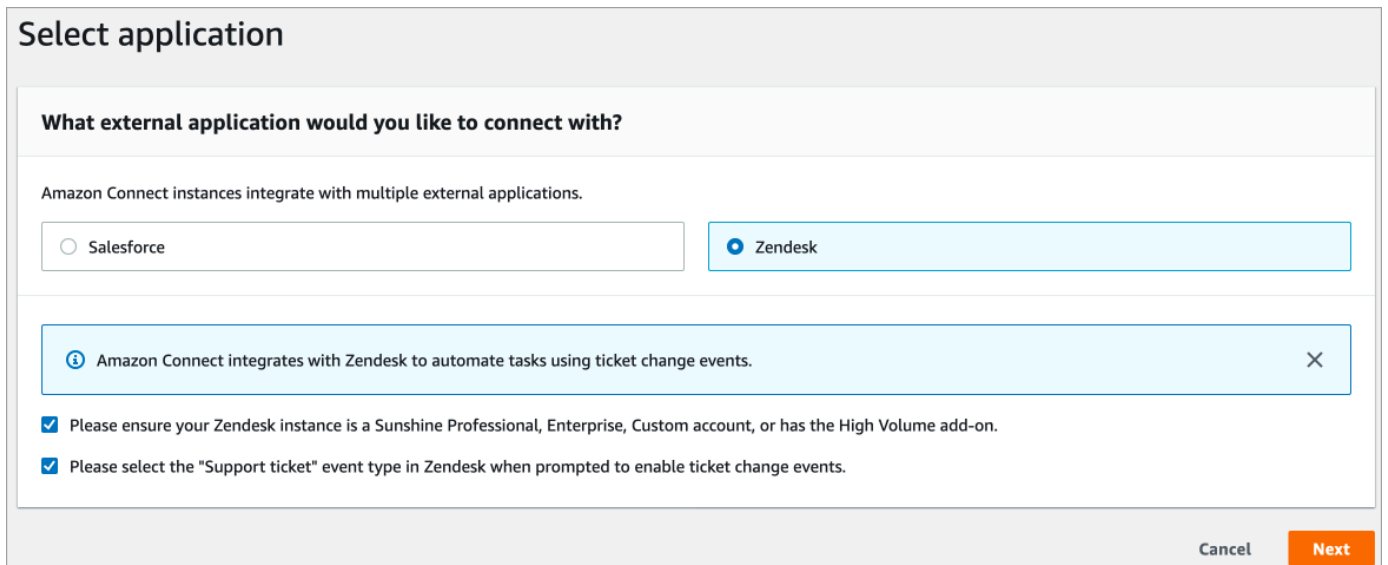 Select application
What external application would you like to connect with?
Amazon Connect instances integrate with multiple external applications.
Salesforce
Zendesk
Amazon Connect integrates with Zendesk to automate tasks using ticket change events.
Please ensure your Zendesk instance is a Sunshine Professional, Enterprise, Custom account, or has the High Volume add-on.
Please select the "Support ticket" event type in Zendesk when prompted to enable ticket change events.
Cancel
Next